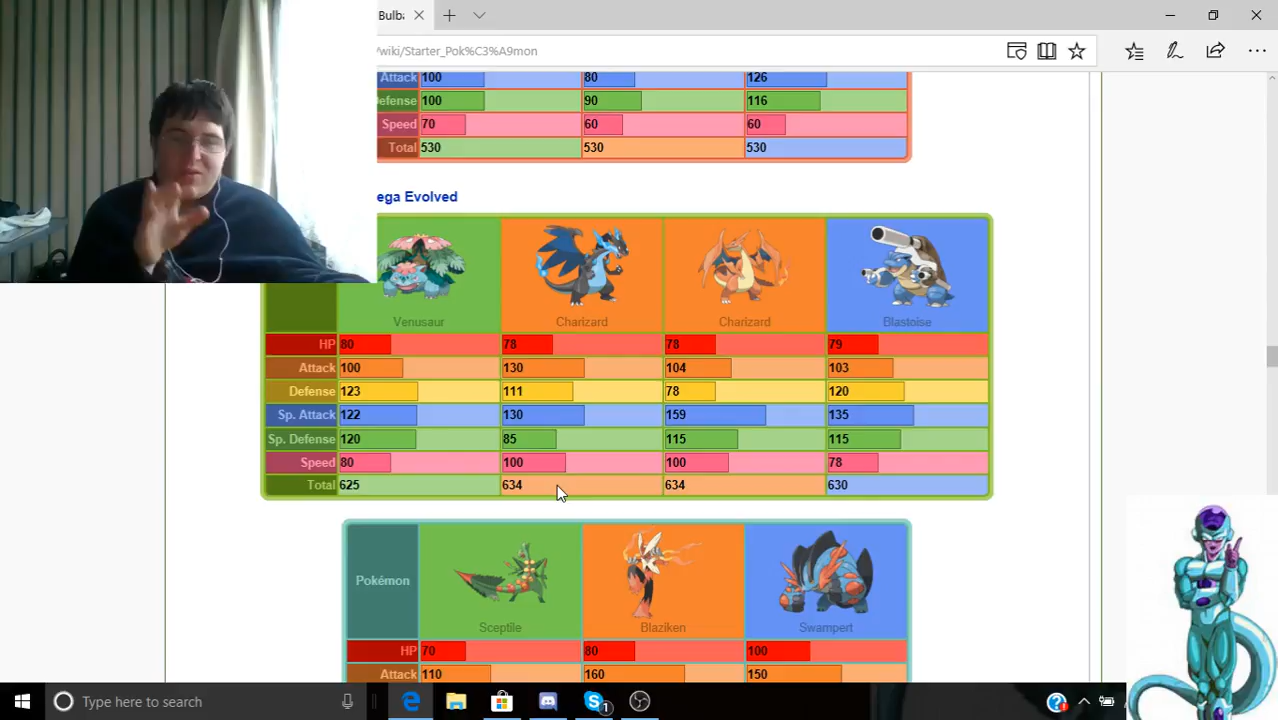 Bulba
/wiki/Starter_Pok%C3%A9mon
Attack 100 80 126
Defense 100 90 116
Speed 70 60 60
Total 530 530 530
ega Evolved
Venusaur Charizard Charizard Blastoise
HP 80 78 78 79
Attack 100 130 104 103
Defense 123 111 78 120
Sp. Attack 122 130 159 135
Sp. Defense 120 85 115 115
Speed 80 100 100 78
Total 625 634 634 630
Pokémon
Sceptile Blaziken Swampert
HP 70 80 100
Attack 110 160 150
Type here to search
1